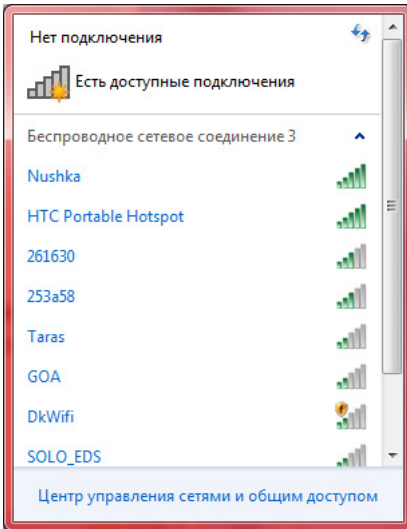 Нет подключения
Есть доступные подключения
Беспроводное сетевое соединение 3
Nushka
HTC Portable Hotspot
261630
253a58
Taras
GOA
DkWifi
SOLO_EDS
Центр управления сетями и общим доступом